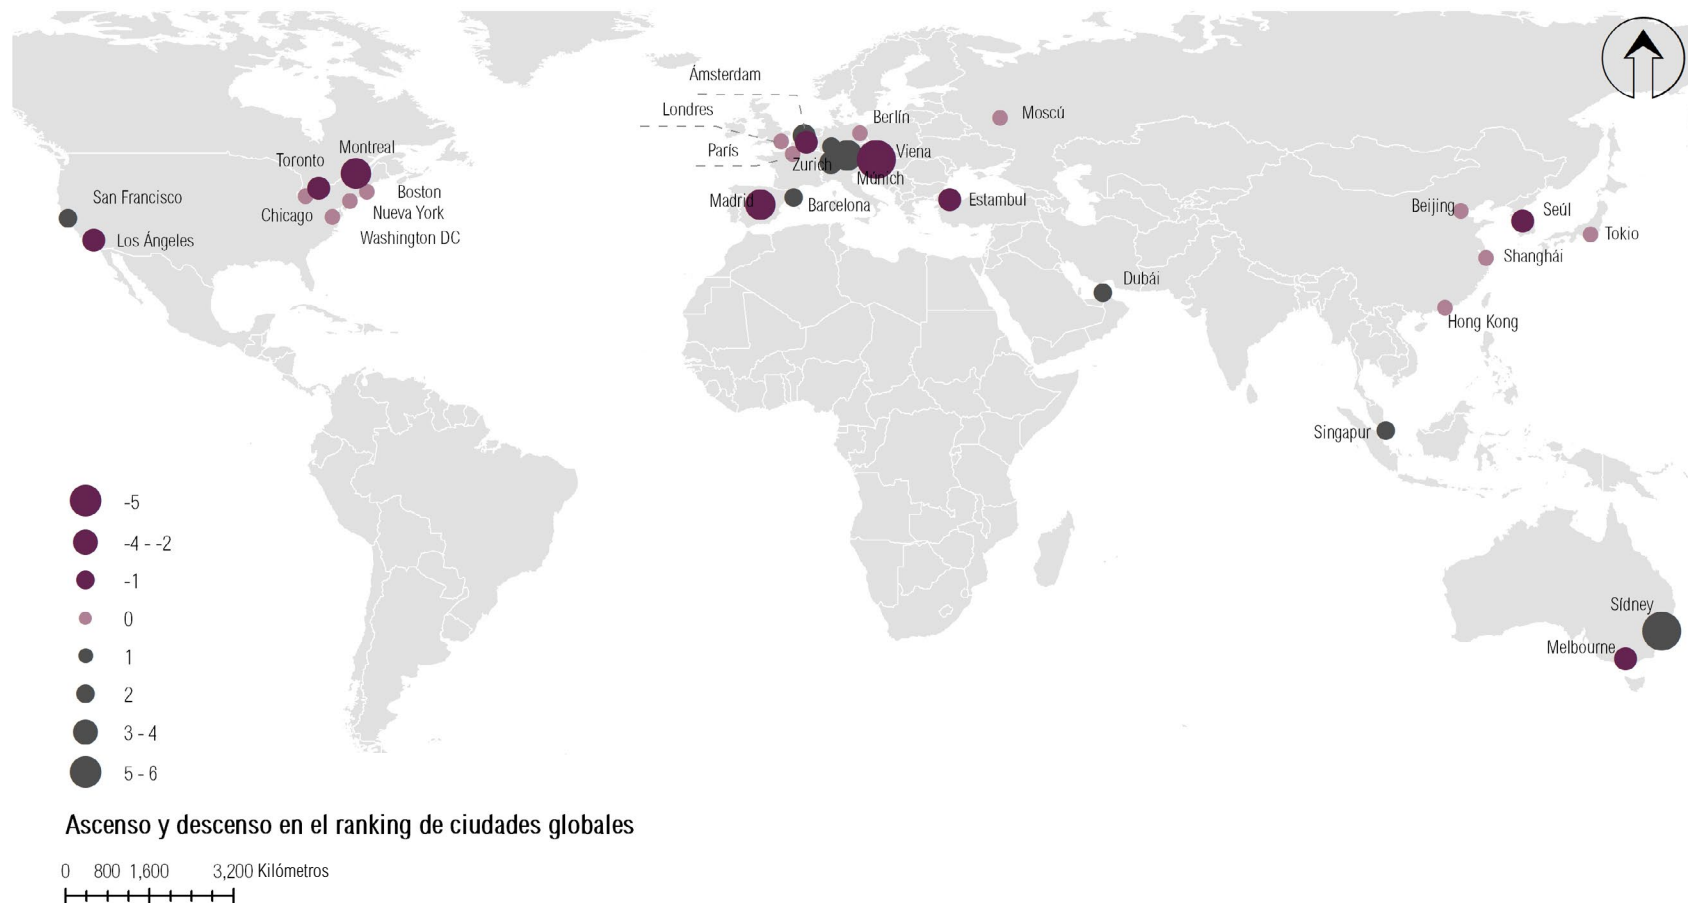 Ámsterdam
Londres
Berlín
Moscú
París
Zurich
Viena
Múnich
Montreal
Toronto
San Francisco
Boston
Chicago
Nueva York
Washington DC
Los Ángeles
Madrid
Barcelona
Estambul
Beijing
Seúl
Tokio
Shanghái
Dubái
Hong Kong
Singapur
Sídney
Melbourne
-5
-4 - -2
-1
0
1
2
3 - 4
5 - 6
Ascenso y descenso en el ranking de ciudades globales
0 800 1,600 3,200 Kilómetros